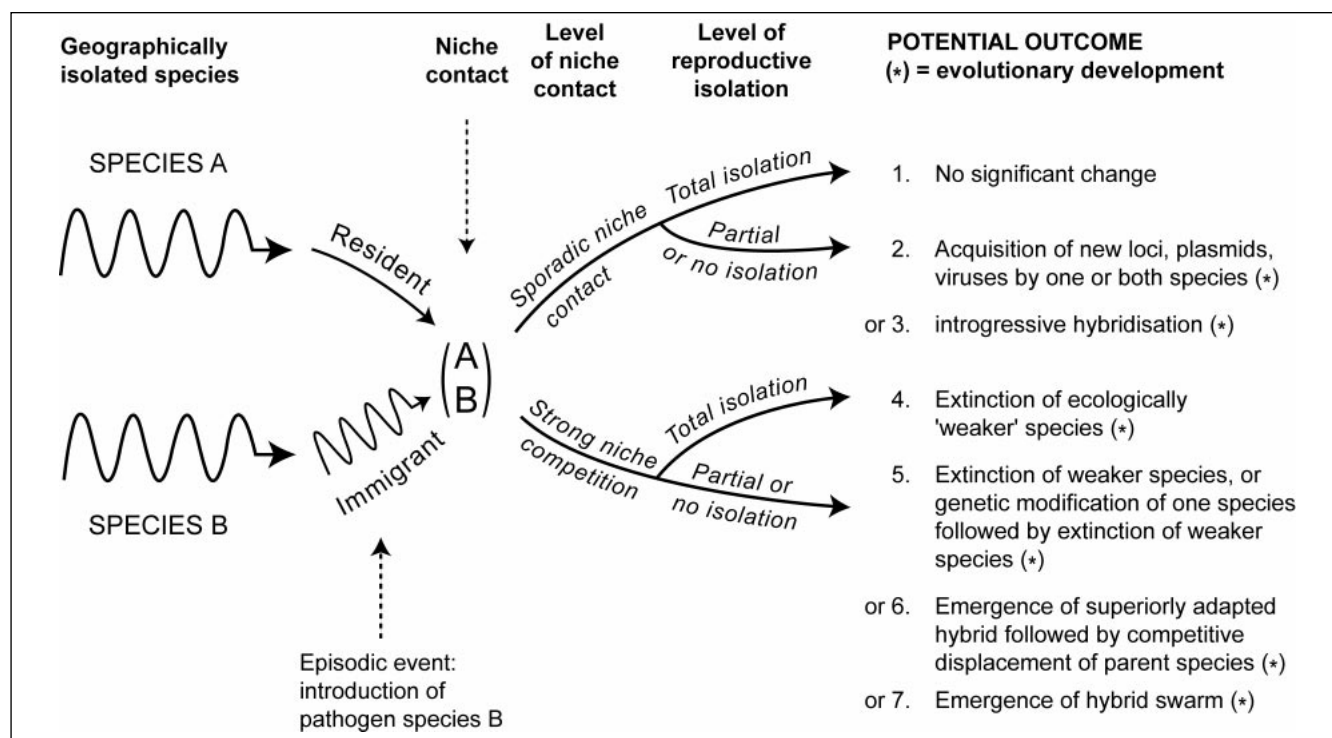 Geographically
isolated species
Niche
contact
Level
of niche
contact
Level of
reproductive
isolation
POTENTIAL OUTCOME
(*) = evolutionary development
SPECIES A
Resident
SPECIES B
Immigrant
(A
B)
Episodic event:
introduction of
pathogen species B
Sporadic niche
contact
Total isolation
Partial
or no isolation
Strong niche
competition
Total isolation
Partial or
no isolation
1. No significant change
2. Acquisition of new loci, plasmids,
viruses by one or both species (*)
or 3. introgressive hybridisation (*)
4. Extinction of ecologically
'weaker' species (*)
5. Extinction of weaker species, or
genetic modification of one species
followed by extinction of weaker
species (*)
or 6. Emergence of superiorly adapted
hybrid followed by competitive
displacement of parent species (*)
or 7. Emergence of hybrid swarm (*)